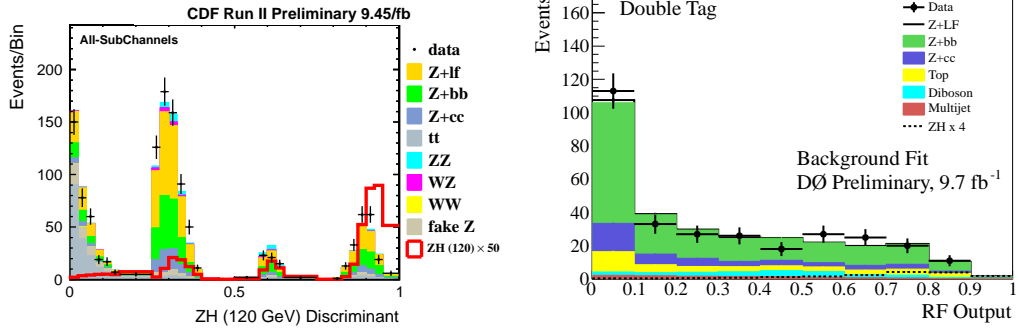 CDF Run II Preliminary 9.45/fb
Events/Bin
All-SubChannels
200
150
100
50
0
0
0.5
1
ZH (120 GeV) Discriminant
data
Z+lf
Z+bb
Z+cc
tt
ZZ
WZ
WW
fake Z
ZH (120) × 50
Events
Double Tag
160
140
120
100
80
60
40
20
0
Data
Z+LF
Z+bb
Z+cc
Top
Diboson
Multijet
ZH x 4
Background Fit
DØ Preliminary, 9.7 fb⁻¹
0 0.1 0.2 0.3 0.4 0.5 0.6 0.7 0.8 0.9 1
RF Output